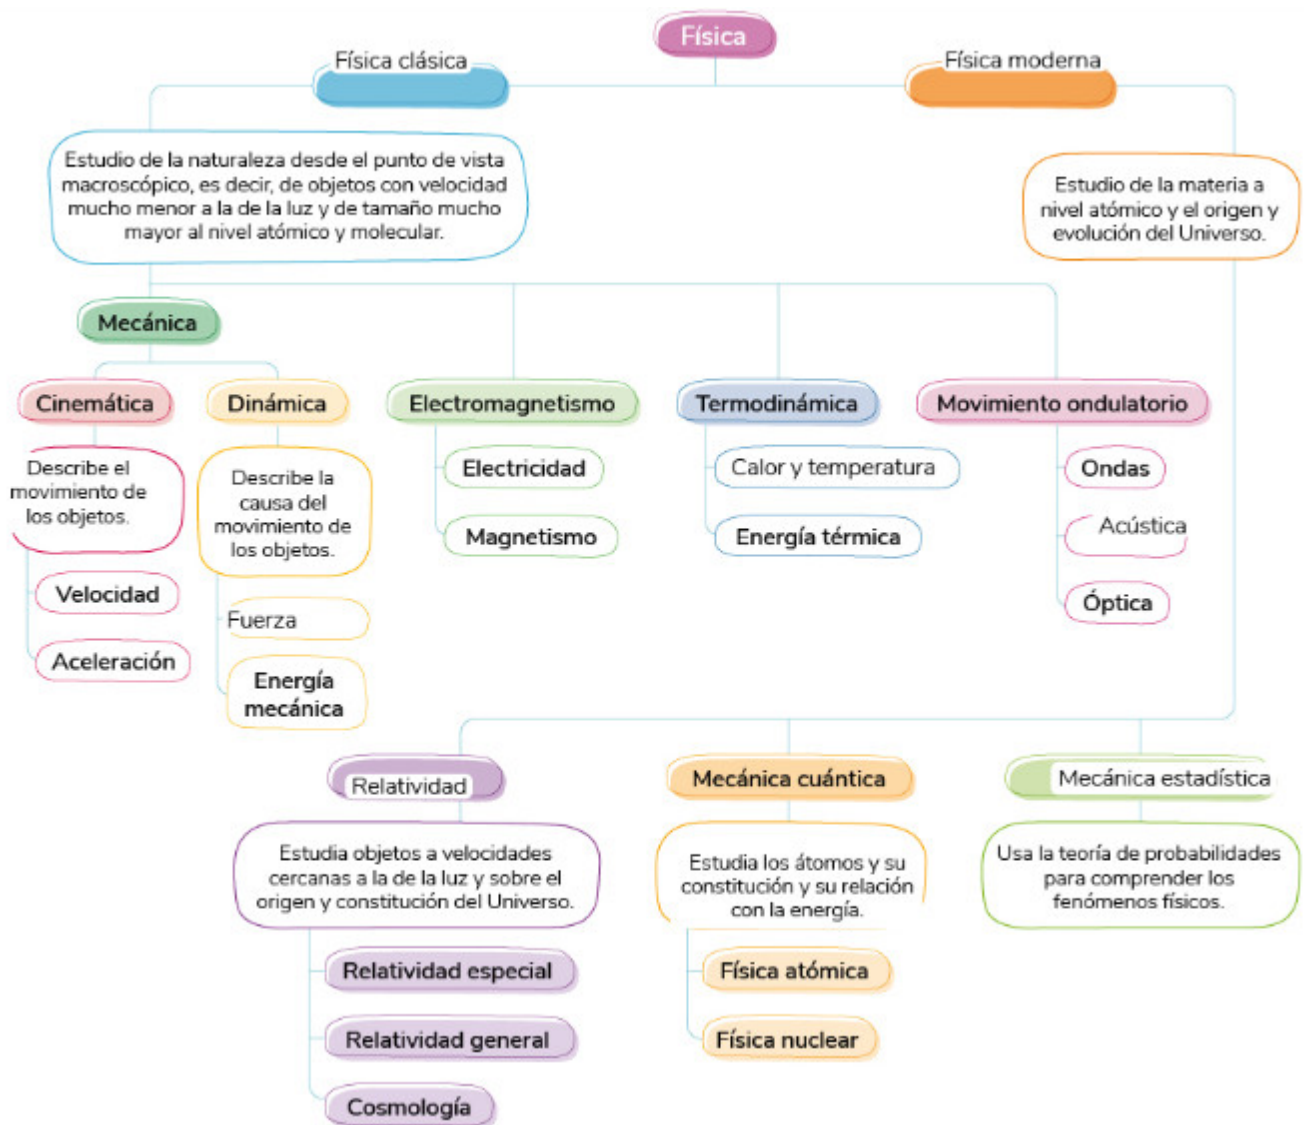 Física
Física clásica
Física moderna
Estudio de la naturaleza desde el punto de vista
macroscópico, es decir, de objetos con velocidad
mucho menor a la de la luz y de tamaño mucho
mayor al nivel atómico y molecular.
Estudio de la materia a
nivel atómico y el origen y
evolución del Universo.
Mecánica
Cinemática
Describe el
movimiento de
los objetos.
Velocidad
Aceleración
Dinámica
Describe la
causa del
movimiento de
los objetos.
Fuerza
Energía
mecánica
Electromagnetismo
Electricidad
Magnetismo
Termodinámica
Calor y temperatura
Energía térmica
Movimiento ondulatorio
Ondas
Acústica
Óptica
Relatividad
Estudia objetos a velocidades
cercanas a la de la luz y sobre el
origen y constitución del Universo.
Relatividad especial
Relatividad general
Cosmología
Mecánica cuántica
Estudia los átomos y su
constitución y su relación
con la energía.
Física atómica
Física nuclear
Mecánica estadística
Usa la teoría de probabilidades
para comprender los
fenómenos físicos.